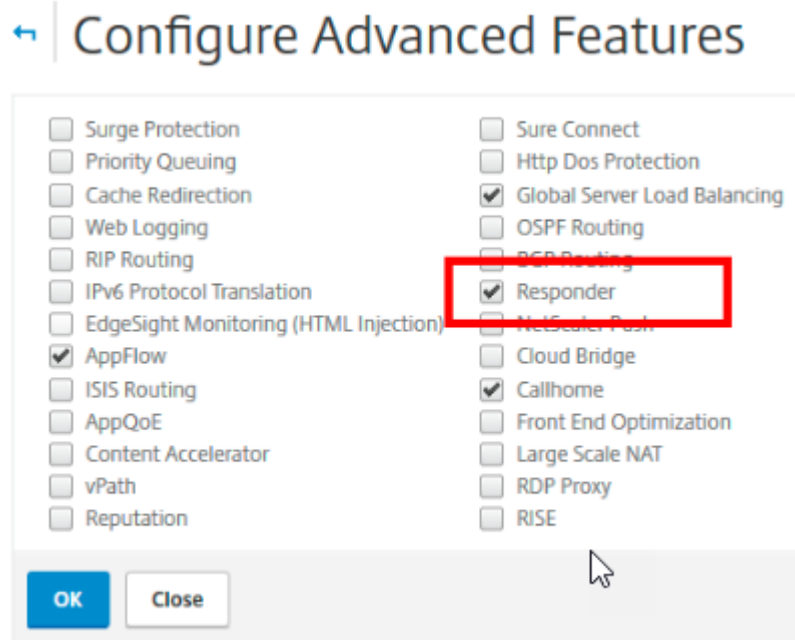 Configure Advanced Features
Surge Protection
Sure Connect
Priority Queuing
Http Dos Protection
Cache Redirection
Global Server Load Balancing
Web Logging
OSPF Routing
RIP Routing
BGP Routing
IPv6 Protocol Translation
Responder
EdgeSight Monitoring (HTML Injection)
NetScaler Push
AppFlow
Cloud Bridge
ISIS Routing
Callhome
AppQoE
Front End Optimization
Content Accelerator
Large Scale NAT
vPath
RDP Proxy
Reputation
RISE
OK
Close